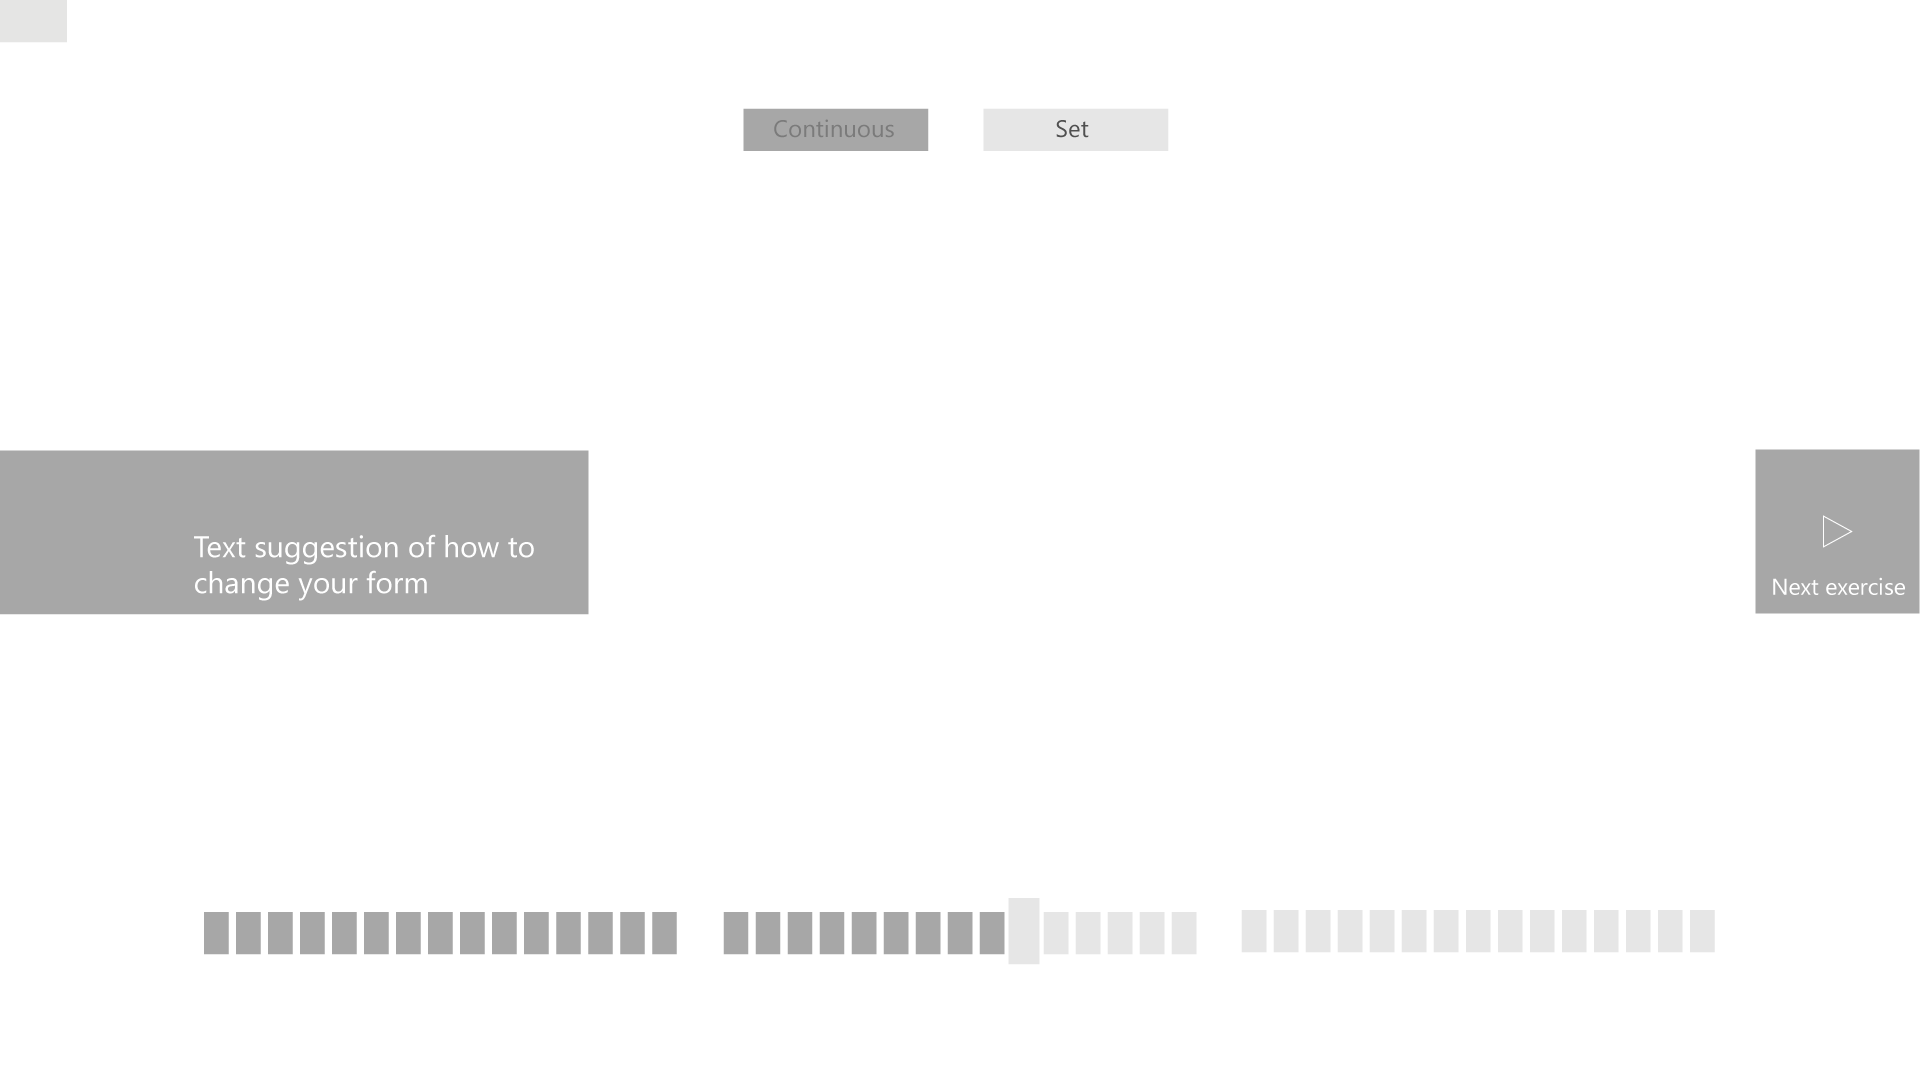 Continuous
Set
Text suggestion of how to
change your form
Next exercise